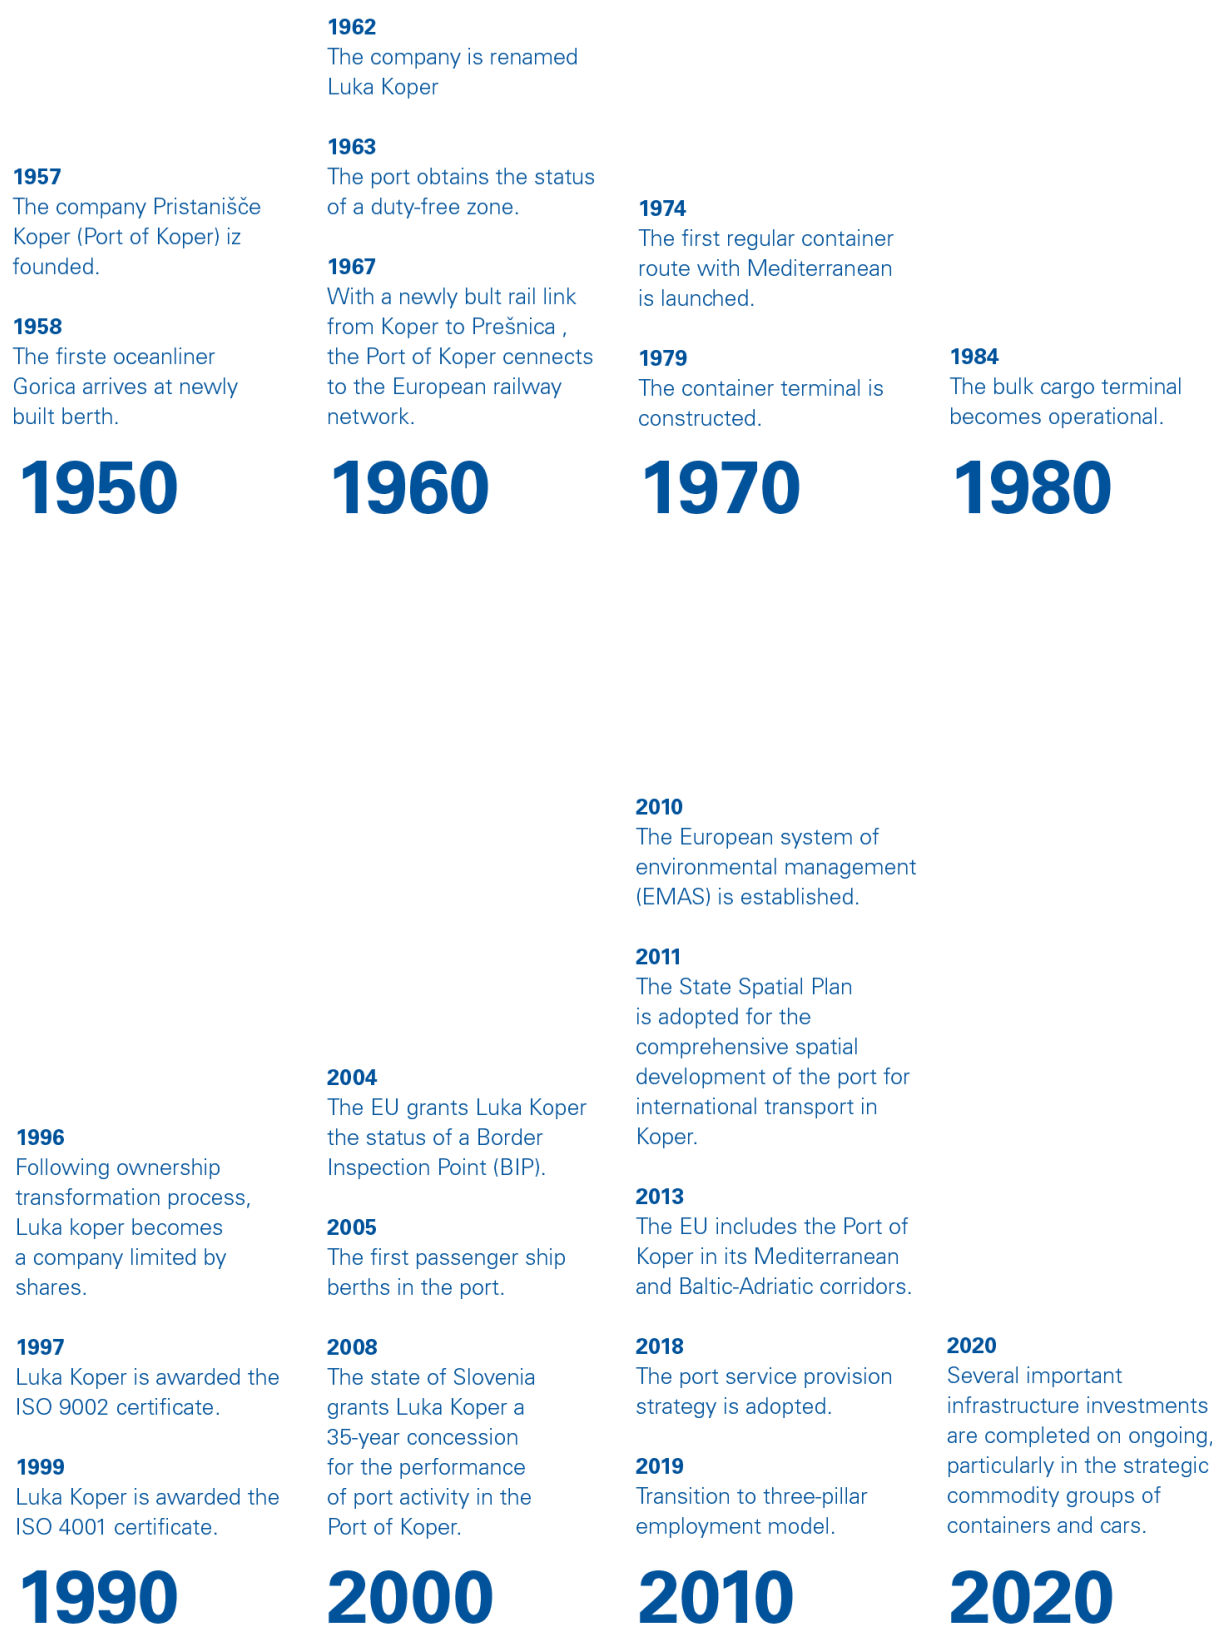 1957
The company Pristanišče
Koper (Port of Koper) iz
founded.
1958
The firste oceanliner
Gorica arrives at newly
built berth.
1950
1962
The company is renamed
Luka Koper
1963
The port obtains the status
of a duty-free zone.
1967
With a newly bult rail link
from Koper to Prešnica ,
the Port of Koper cennects
to the European railway
network.
1960
1974
The first regular container
route with Mediterranean
is launched.
1979
The container terminal is
constructed.
1970
1984
The bulk cargo terminal
becomes operational.
1980
1996
Following ownership
transformation process,
Luka koper becomes
a company limited by
shares.
1997
Luka Koper is awarded the
ISO 9002 certificate.
1999
Luka Koper is awarded the
ISO 4001 certificate.
1990
2004
The EU grants Luka Koper
the status of a Border
Inspection Point (BIP).
2005
The first passenger ship
berths in the port.
2008
The state of Slovenia
grants Luka Koper a
35-year concession
for the performance
of port activity in the
Port of Koper.
2000
2010
The European system of
environmental management
(EMAS) is established.
2011
The State Spatial Plan
is adopted for the
comprehensive spatial
development of the port for
international transport in
Koper.
2013
The EU includes the Port of
Koper in its Mediterranean
and Baltic-Adriatic corridors.
2018
The port service provision
strategy is adopted.
2019
Transition to three-pillar
employment model.
2010
2020
Several important
infrastructure investments
are completed on ongoing,
particularly in the strategic
commodity groups of
containers and cars.
2020